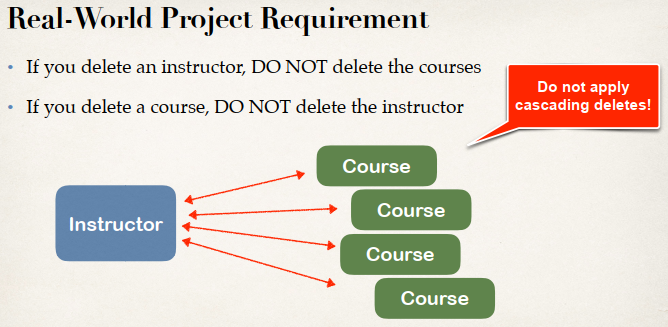 Real-World Project Requirement
• If you delete an instructor, DO NOT delete the courses
• If you delete a course, DO NOT delete the instructor
Do not apply
cascading deletes!
Course
Instructor
Course
Course
Course